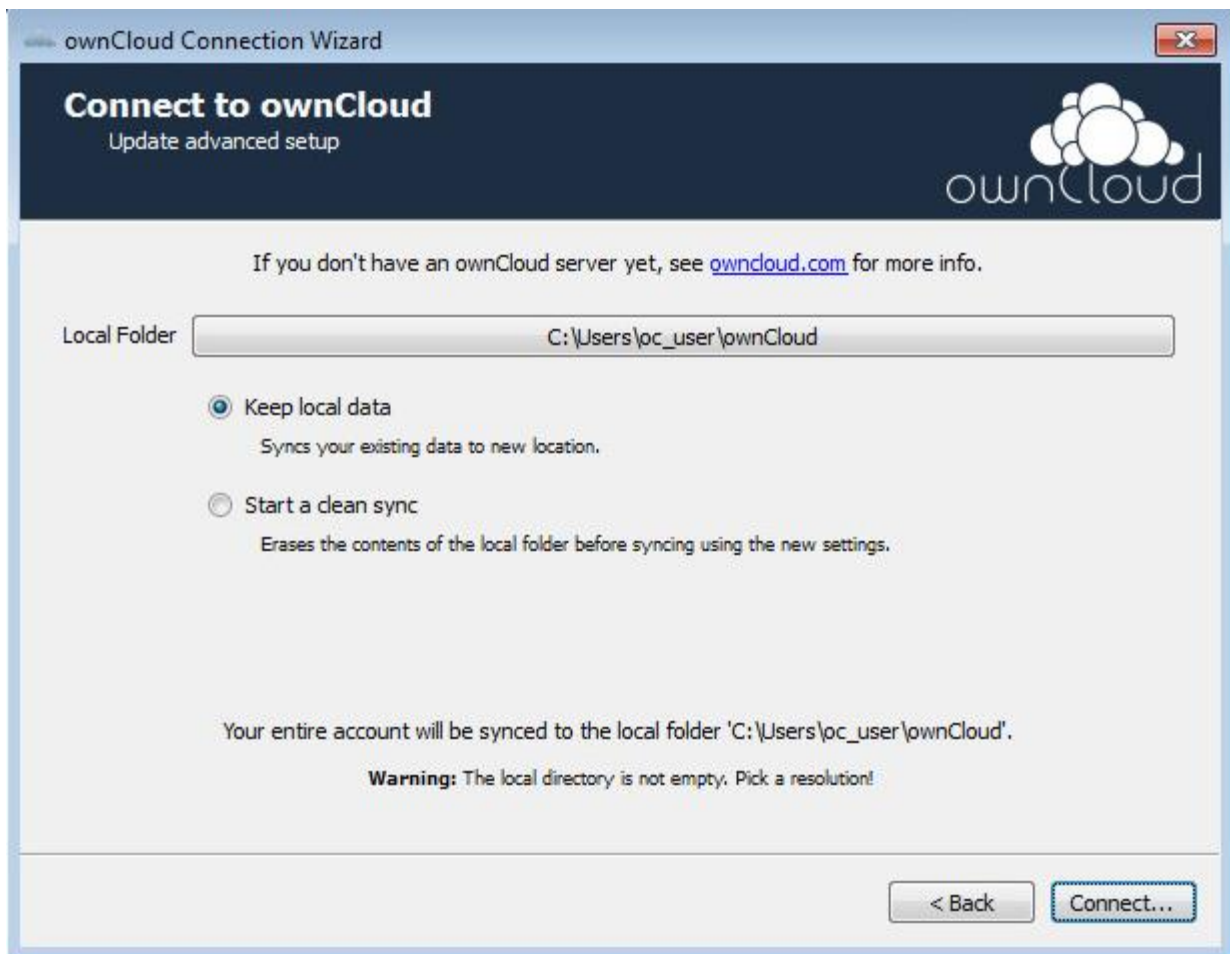 ownCloud Connection Wizard
Connect to ownCloud
Update advanced setup
ownCloud
If you don't have an ownCloud server yet, see owncloud.com for more info.
Local Folder
C:\Users\oc_user\ownCloud
Keep local data
Syncs your existing data to new location.
Start a clean sync
Erases the contents of the local folder before syncing using the new settings.
Your entire account will be synced to the local folder 'C:\Users\oc_user\ownCloud'.
Warning: The local directory is not empty. Pick a resolution!
< Back
Connect...